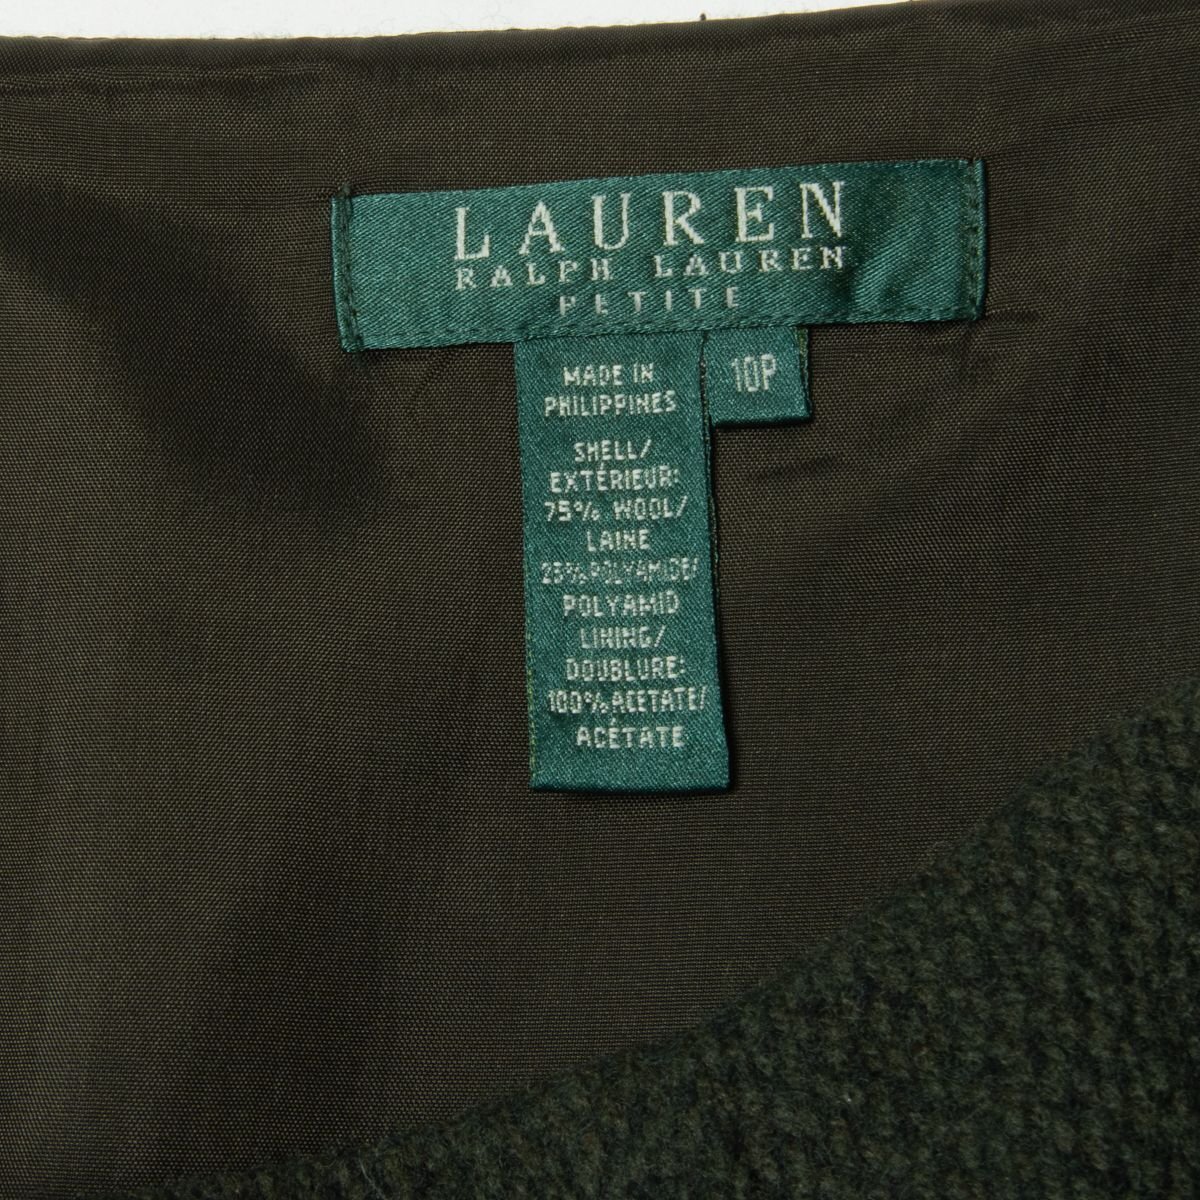 LAUREN
RALPH LAUREN
PETITE
10P
MADE IN
PHILIPPINES
SHELL/
EXTÉRIEUR:
75% WOOL/
LAINE
25% POLYAMIDE/
POLYAMID
LINING/
DOUBLURE:
100% ACETATE/
ACÉTATE